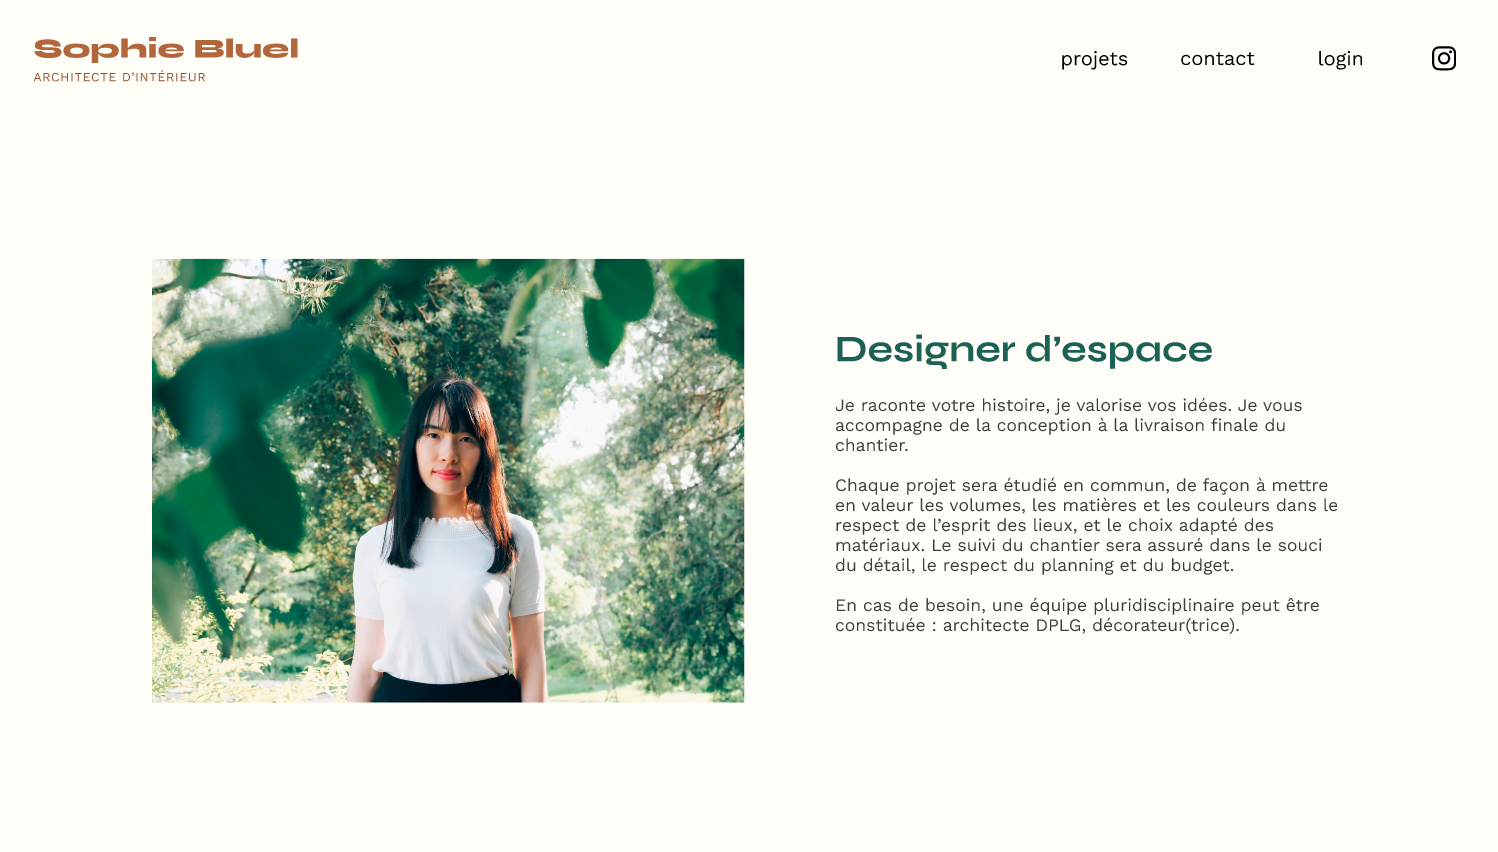 Sophie Bluel
ARCHITECTE D’INTÉRIEUR
projets contact login
Designer d’espace
Je raconte votre histoire, je valorise vos idées. Je vous
accompagne de la conception à la livraison finale du
chantier.
Chaque projet sera étudié en commun, de façon à mettre
en valeur les volumes, les matières et les couleurs dans le
respect de l’esprit des lieux, et le choix adapté des
matériaux. Le suivi du chantier sera assuré dans le souci
du détail, le respect du planning et du budget.
En cas de besoin, une équipe pluridisciplinaire peut être
constituée : architecte DPLG, décorateur(trice).